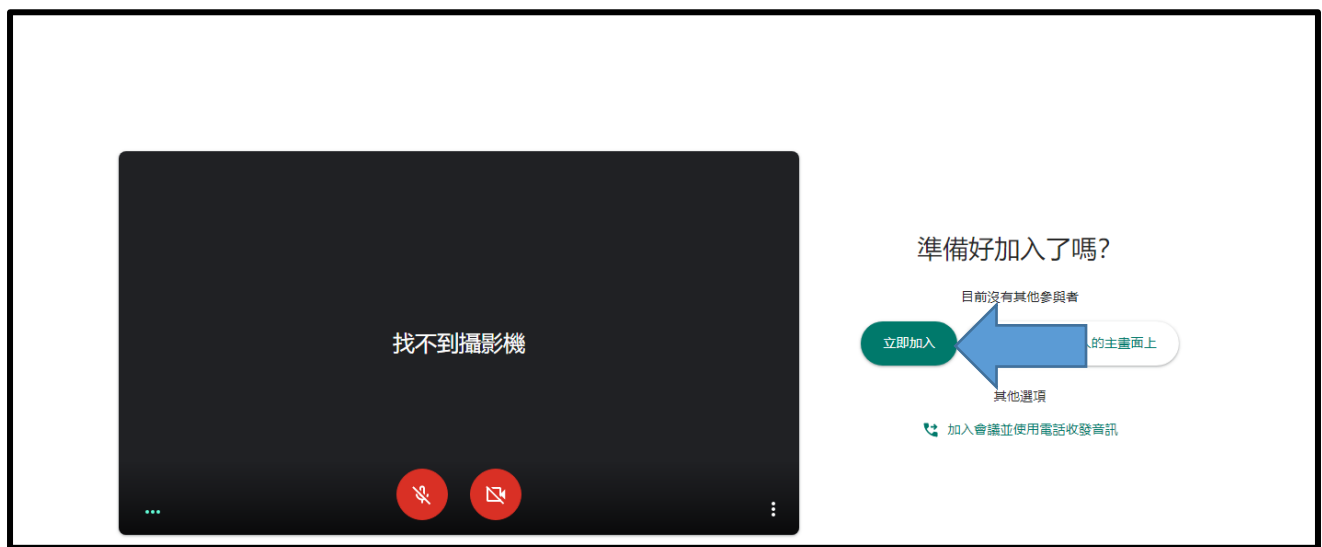 找不到攝影機
準備好加入了嗎?
目前沒有其他參與者
立即加入
的主畫面上
其他選項
加入會議並使用電話收發音訊